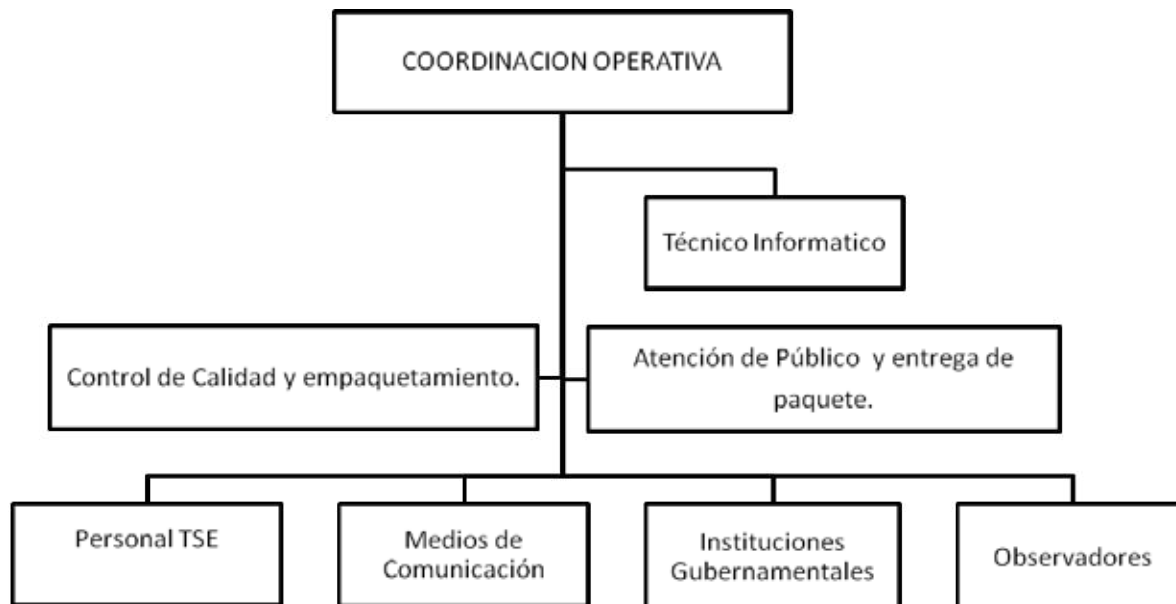 COORDINACION OPERATIVA
Técnico Informatico
Control de Calidad y empaquetamiento.
Atención de Público y entrega de
paquete.
Personal TSE
Medios de
Comunicación
Instituciones
Gubernamentales
Observadores